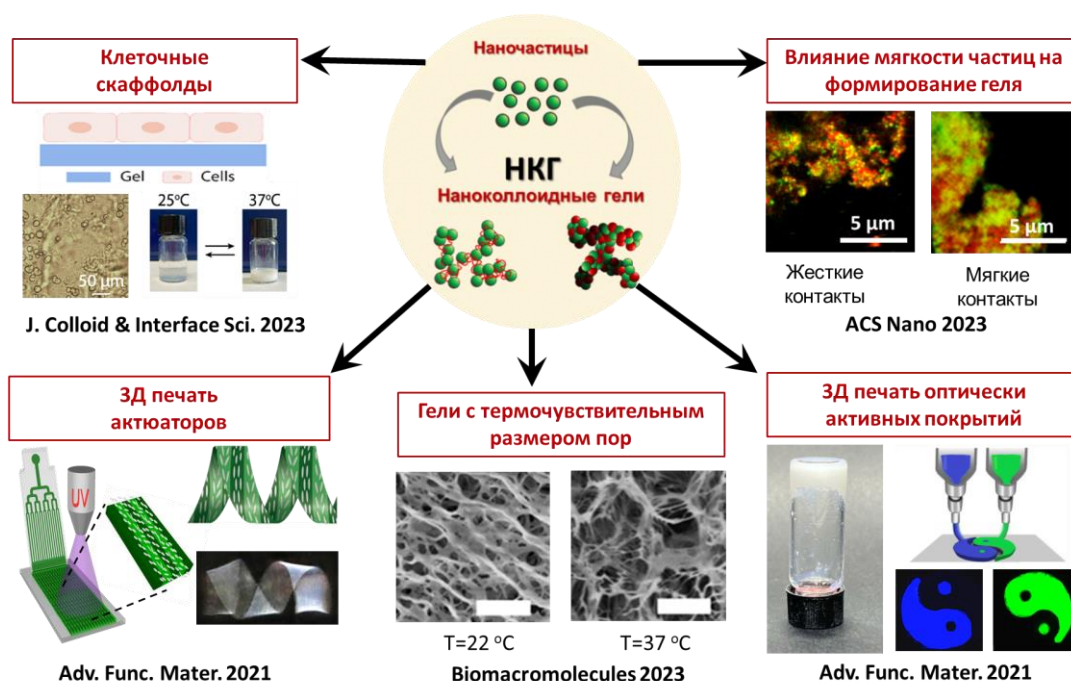 Клеточные
скаффолды
Gel
Cells
25°C
37°C
50 µm
J. Colloid & Interface Sci. 2023
Наночастицы
НКГ
Наноколлоидные гели
Влияние мягкости частиц на
формирование геля
5 µm
5 µm
Жесткие
контакты
Мягкие
контакты
ACS Nano 2023
3Д печать
актюаторов
UV
Adv. Func. Mater. 2021
Гели с термочувствительным
размером пор
T=22 °C
T=37 °C
Biomacromolecules 2023
3Д печать оптически
активных покрытий
Adv. Func. Mater. 2021